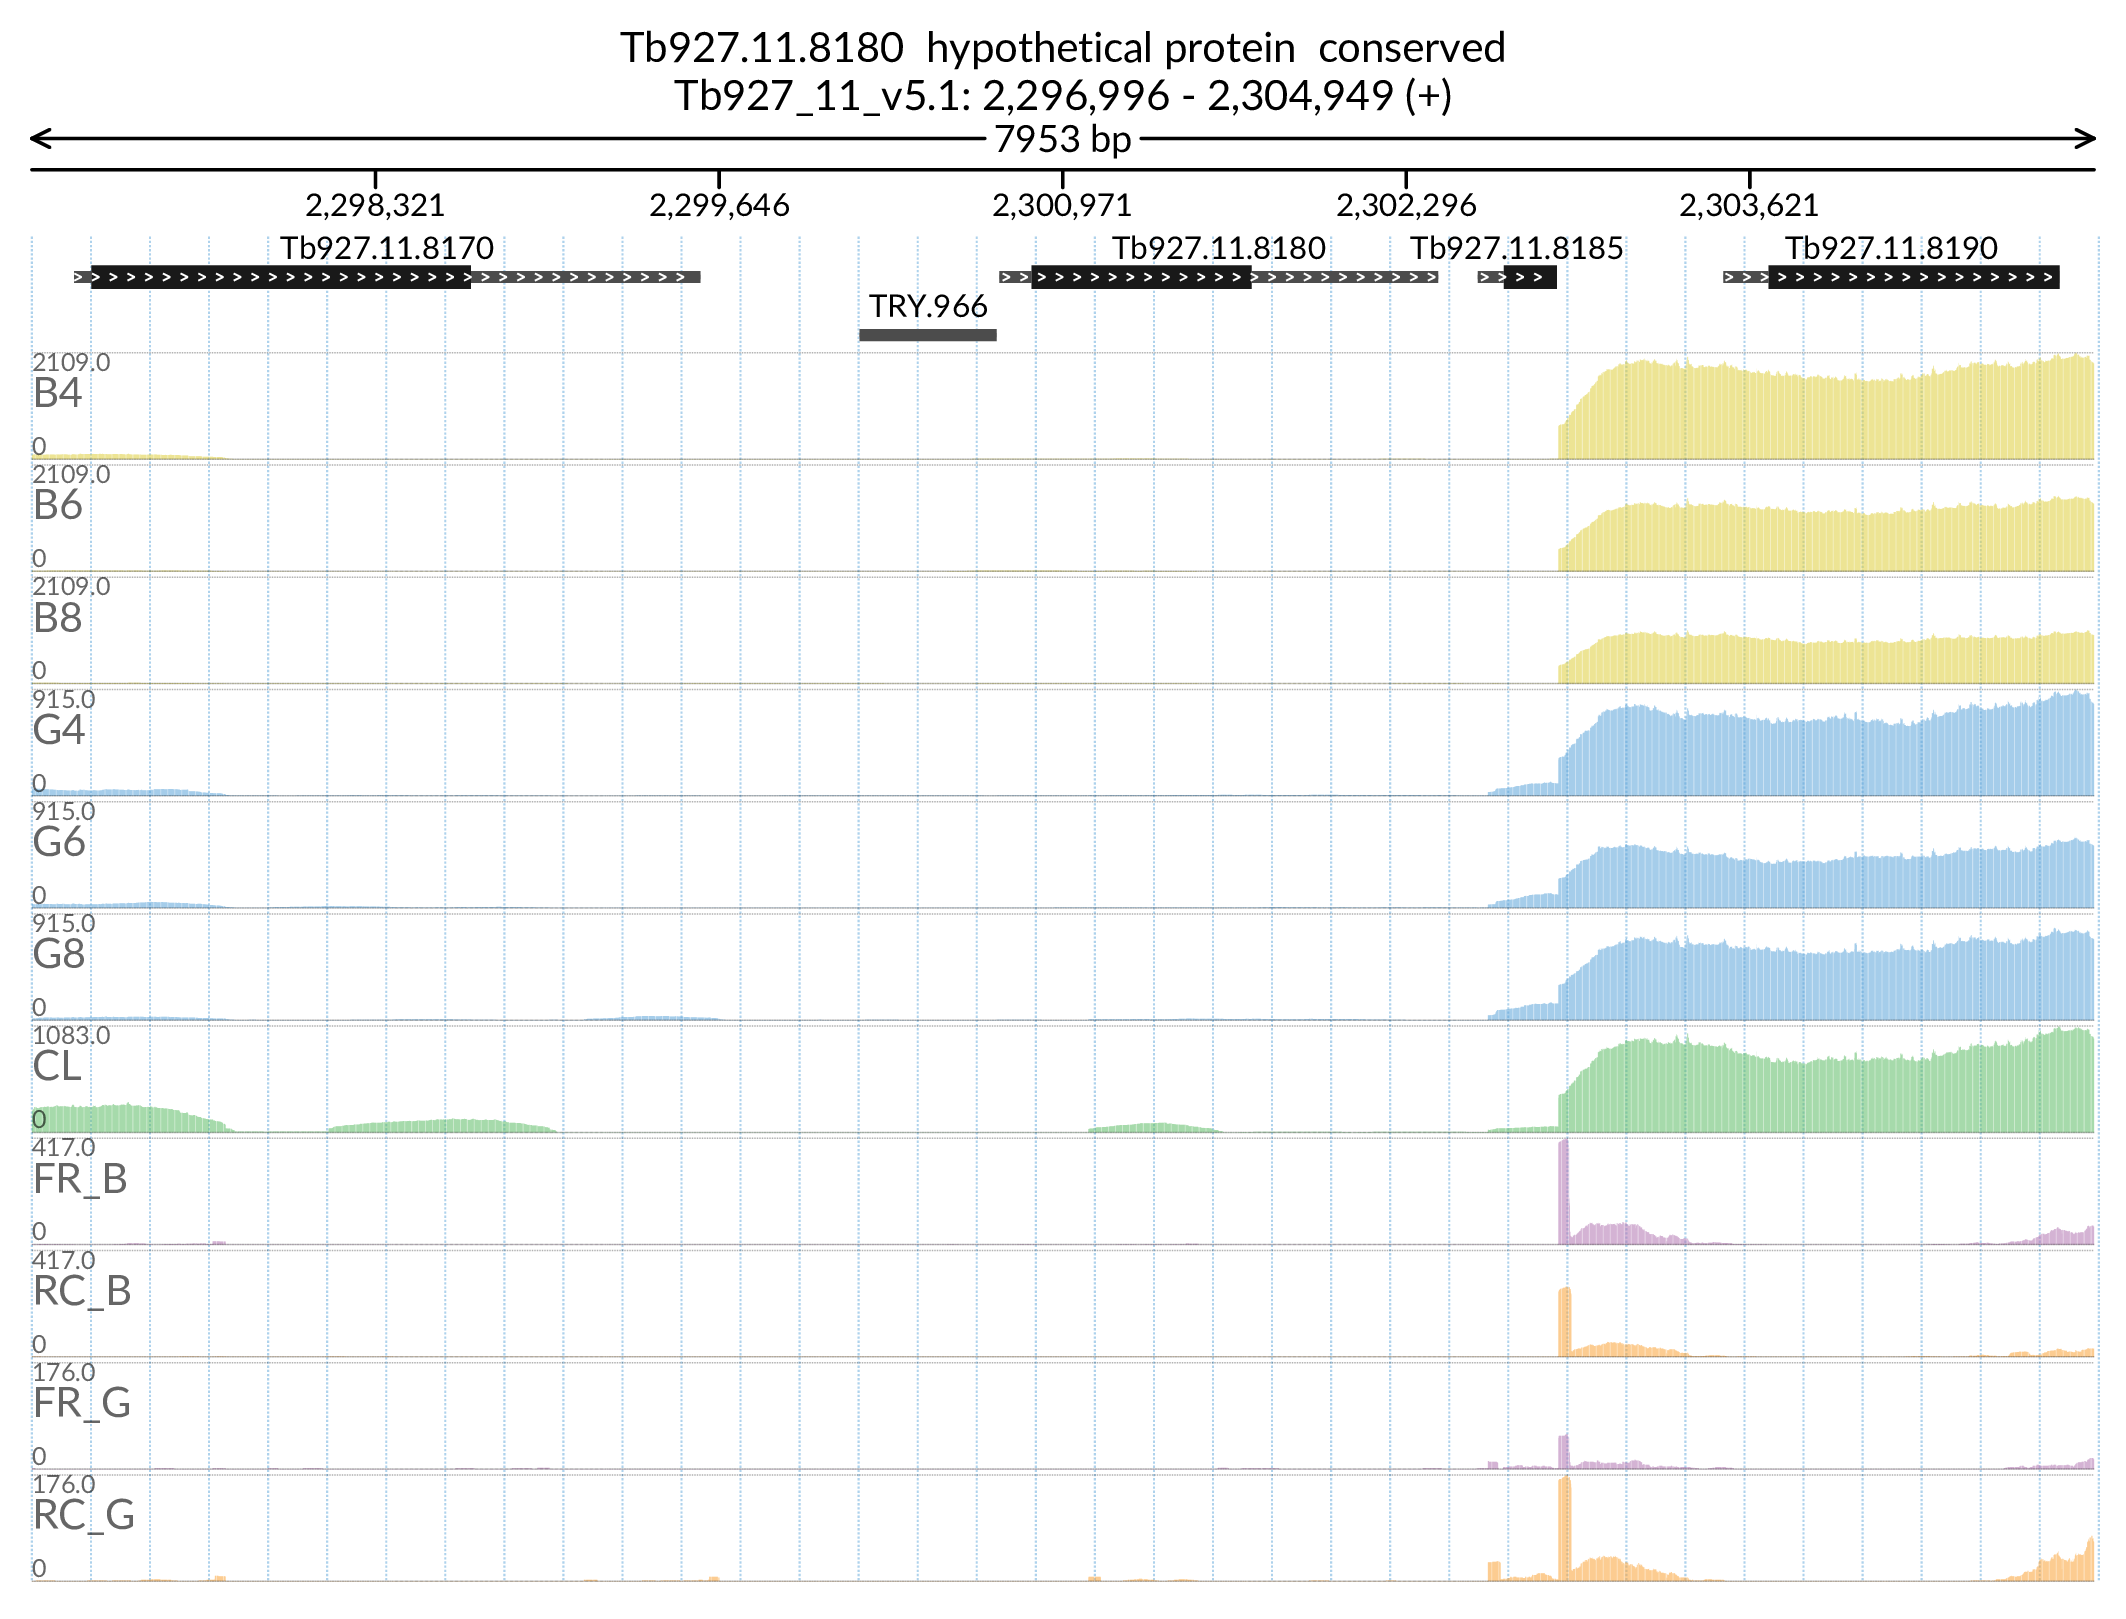 Tb927.11.8180  hypothetical protein  conserved
Tb927_11_v5.1: 2,296,996 - 2,304,949 (+)
7953 bp
2,298,321 2,299,646 2,300,971 2,302,296 2,303,621
Tb927.11.8170 Tb927.11.8180 Tb927.11.8185 Tb927.11.8190
TRY.966
2109.0
B4
0
2109.0
B6
0
2109.0
B8
0
915.0
G4
0
915.0
G6
0
915.0
G8
0
1083.0
CL
0
417.0
FR_B
0
417.0
RC_B
0
176.0
FR_G
0
176.0
RC_G
0